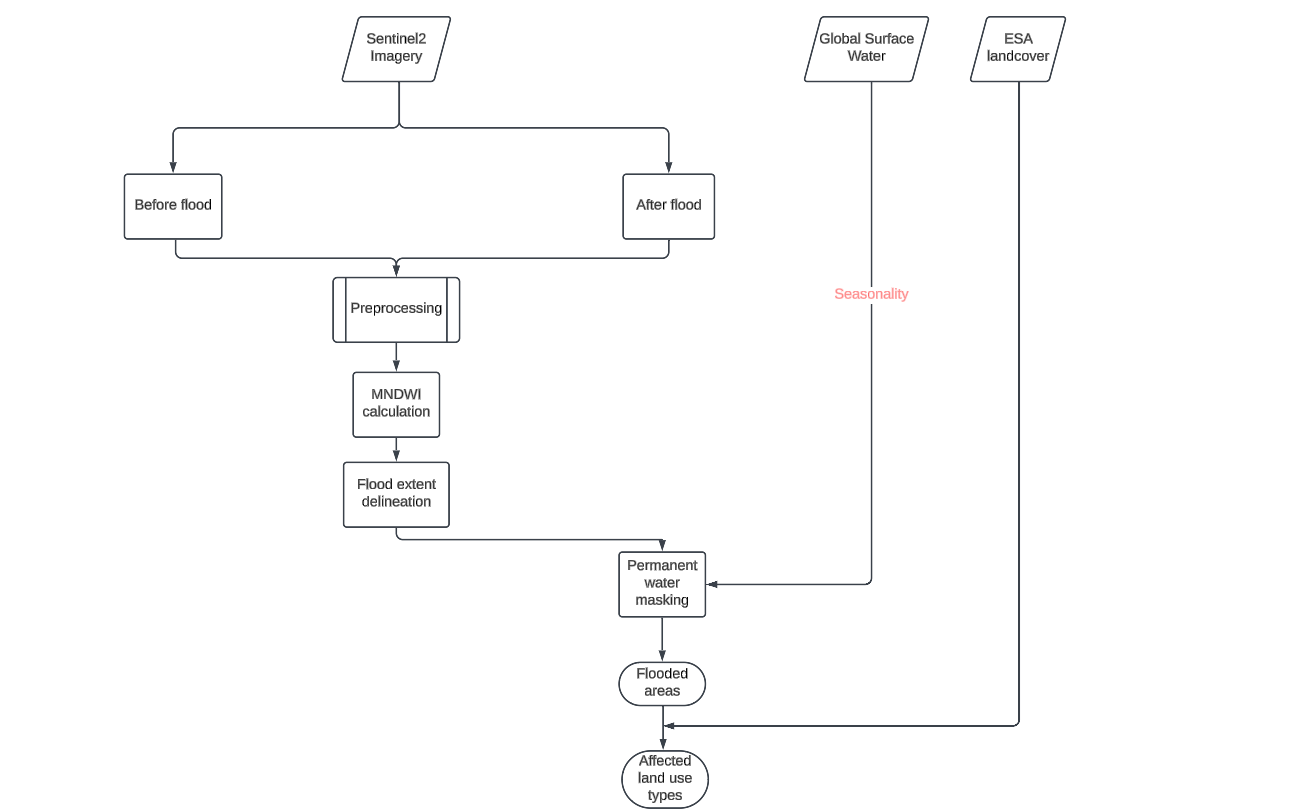 Sentinel2
Imagery
Global Surface
Water
ESA
landcover
Before flood
After flood
Seasonality
Preprocessing
MNDWI
calculation
Flood extent
delineation
Permanent
water
masking
Flooded
areas
Affected
land use
types